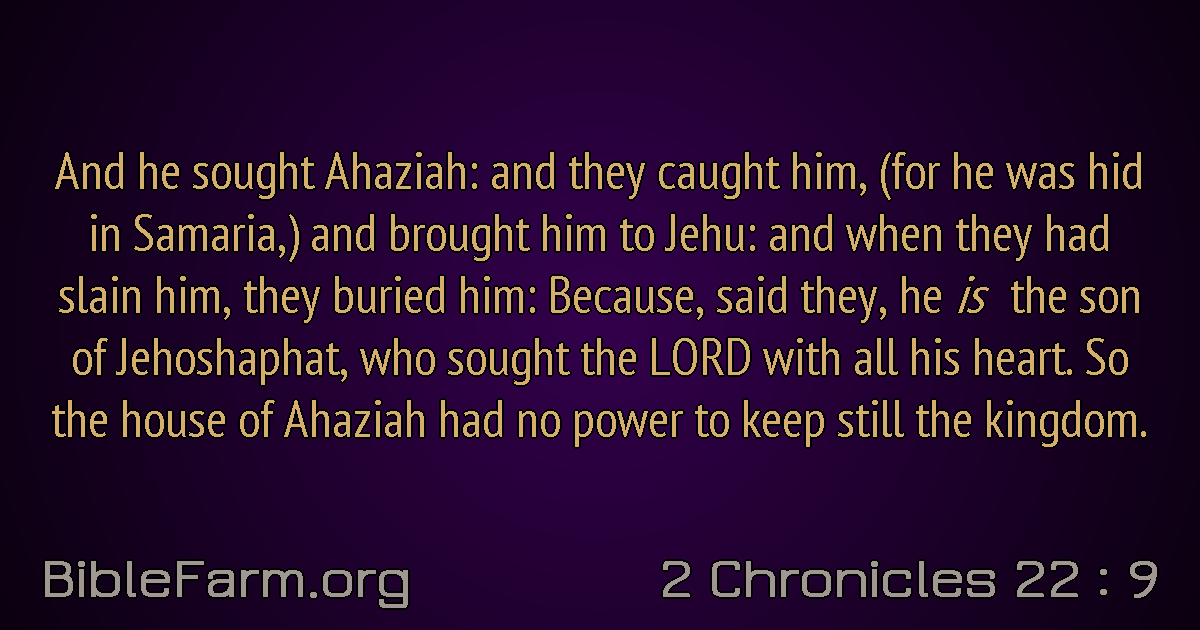 And he sought Ahaziah: and they caught him, (for he was hid
in Samaria,) and brought him to Jehu: and when they had
slain him, they buried him: Because, said they, he is the son
of Jehoshaphat, who sought the LORD with all his heart. So
the house of Ahaziah had no power to keep still the kingdom.
BibleFarm.org
2 Chronicles 22 : 9